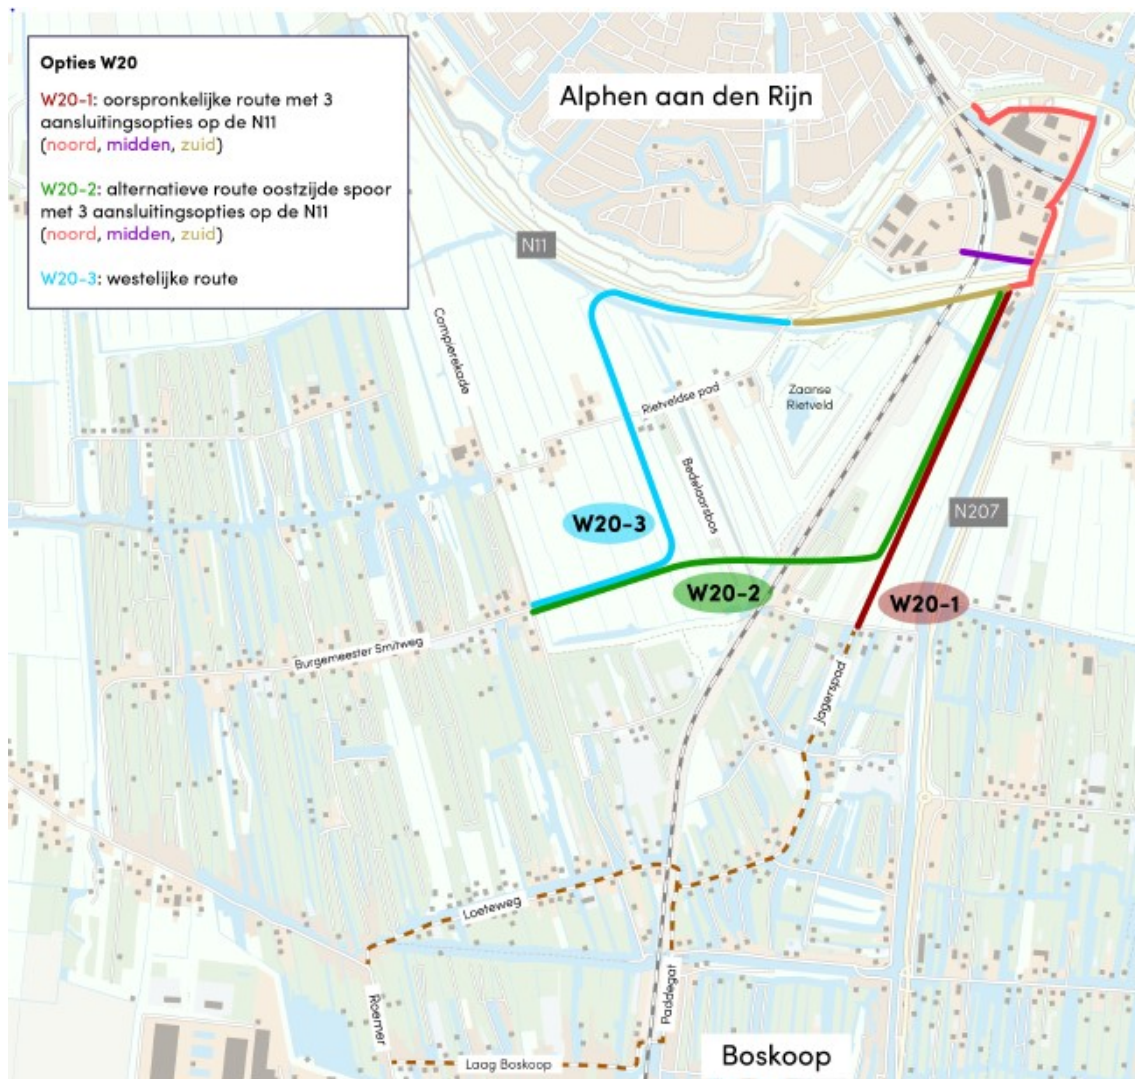 Opties W20
W20-1: oorspronkelijke route met 3
aansluitingsopties op de N11
(noord, midden, zuid)
W20-2: alternatieve route oostzijde spoor
met 3 aansluitingsopties op de N11
(noord, midden, zuid)
W20-3: westelijke route
Alphen aan den Rijn
N11
Compierekade
Rietveldse pad
Zaanse
Rietveld
Bedelaarsbos
W20-3
N207
W20-2
W20-1
Burgemeester Smitweg
Jagerspad
Loeteweg
Roemer
Paddegat
Laag Boskoop
Boskoop